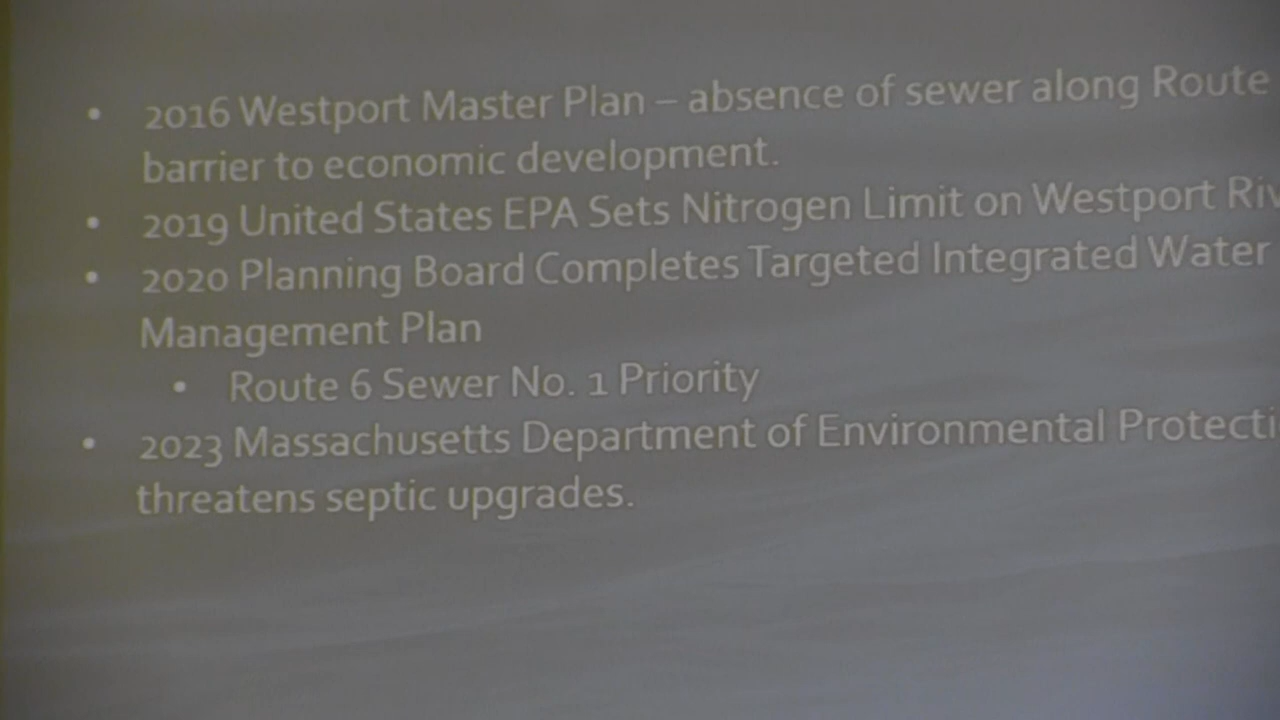 • 2016 Westport Master Plan – absence of sewer along Route
barrier to economic development.
• 2019 United States EPA Sets Nitrogen Limit on Westport
• 2020 Planning Board Completes Targeted Integrated Water
Management Plan
• Route 6 Sewer No. 1 Priority
• 2023 Massachusetts Department of Environmental
threatens septic upgrades.